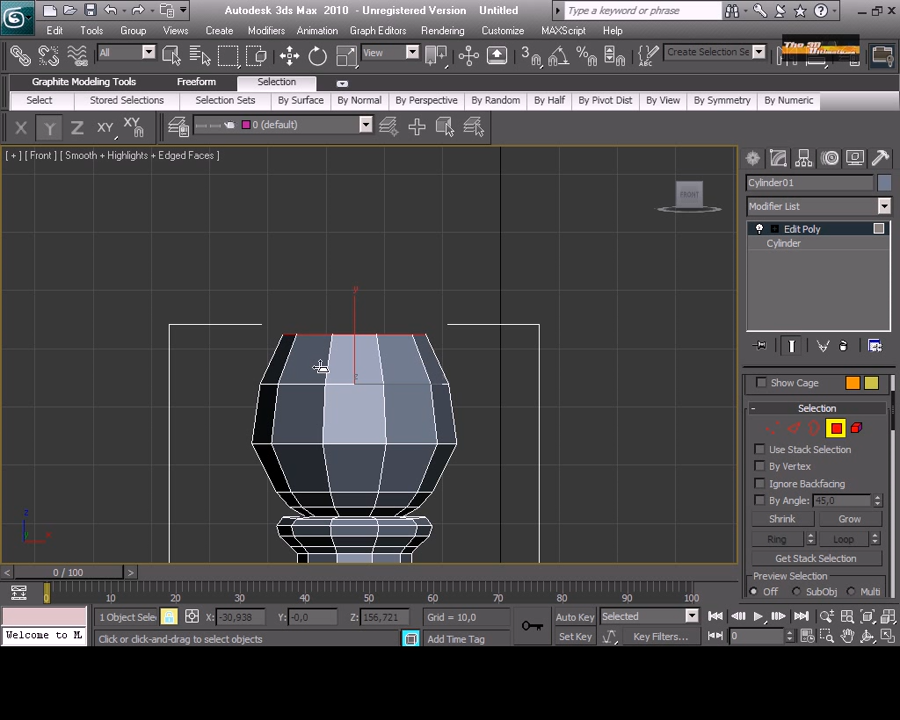 Autodesk 3ds Max 2010 - Unregistered Version Untitled
Type a keyword or phrase
Edit Tools Group Views Create Modifiers Animation Graph Editors Rendering Customize MAXScript Help
All View Create Selection Se
Graphite Modeling Tools Freeform Selection
Select Stored Selections Selection Sets By Surface By Normal By Perspective By Random By Half By Pivot Dist By View By Symmetry By Numeric
X Y Z XY XY 0 (default)
[ + ] [ Front ] [ Smooth + Highlights + Edged Faces ]
FRONT
Cylinder01
Modifier List
Edit Poly
Cylinder
Show Cage
- Selection
Use Stack Selection
By Vertex
Ignore Backfacing
By Angle: 45,0
Shrink Grow
Ring Loop
Get Stack Selection
Preview Selection
Off SubObj Multi
z
x
< 0 / 100 >
0 10 20 30 40 50 60 70 80 90 100
1 Object Sele X: -30,938 Y: -0,0 Z: 156,721 Grid = 10,0 Auto Key Selected
Welcome to M Click or click-and-drag to select objects Add Time Tag Set Key Key Filters... 0